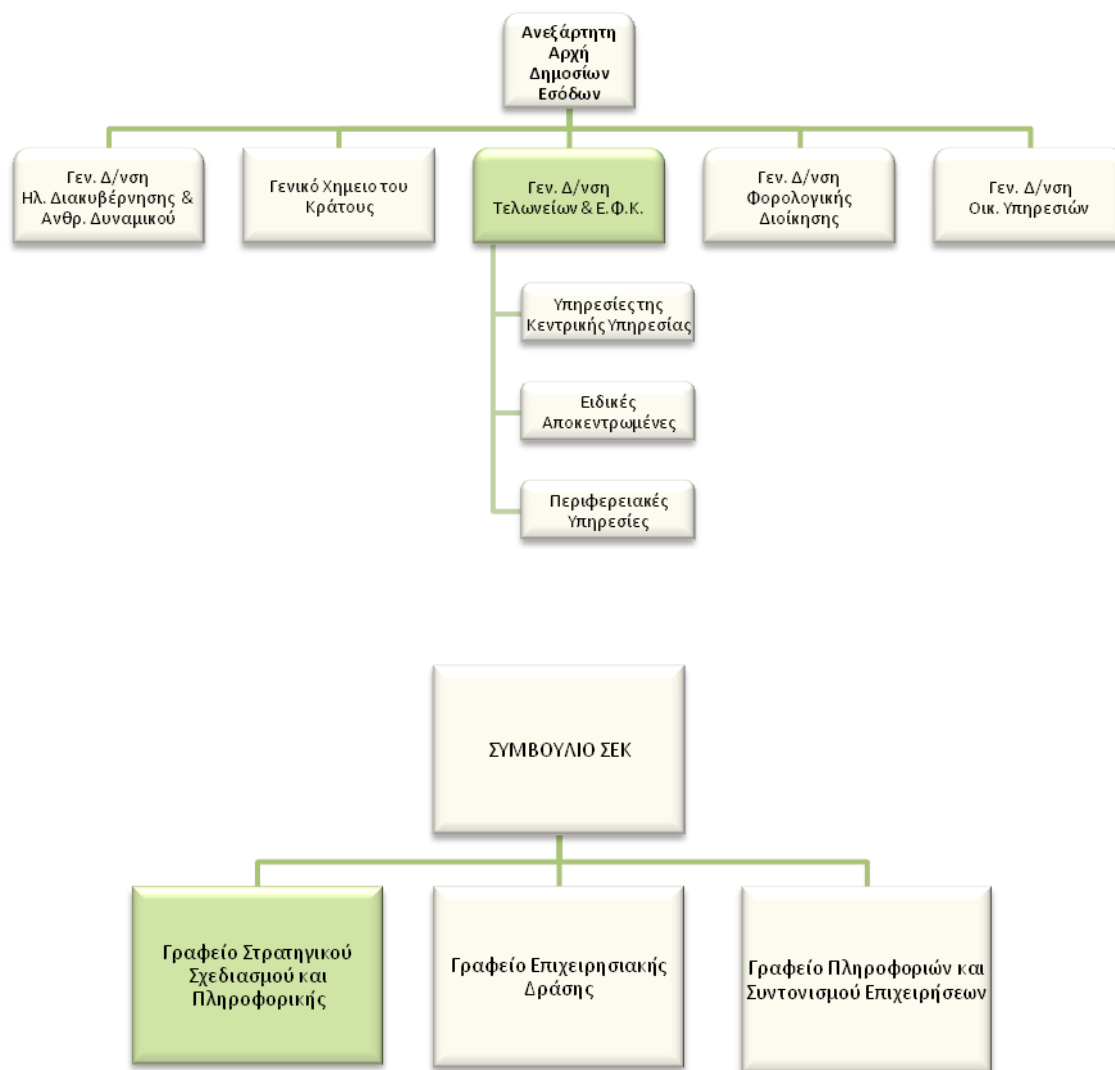 Ανεξάρτητη
Αρχή
Δημοσίων
Εσόδων
Γεν. Δ/νση
Ηλ. Διακυβέρνησης &
Ανθρ. Δυναμικού
Γενικό Χημειο του
Κράτους
Γεν. Δ/νση
Τελωνείων & Ε.Φ.Κ.
Γεν. Δ/νση
Φορολογικής
Διοίκησης
Γεν. Δ/νση
Οικ. Υπηρεσιών
Υπηρεσίες της
Κεντρικής Υπηρεσίας
Ειδικές
Αποκεντρωμένες
Περιφερειακές
Υπηρεσίες
ΣΥΜΒΟΥΛΙΟ ΣΕΚ
Γραφείο Στρατηγικού
Σχεδιασμού και
Πληροφορικής
Γραφείο Επιχειρησιακής
Δράσης
Γραφείο Πληροφοριών και
Συντονισμού Επιχειρήσεων